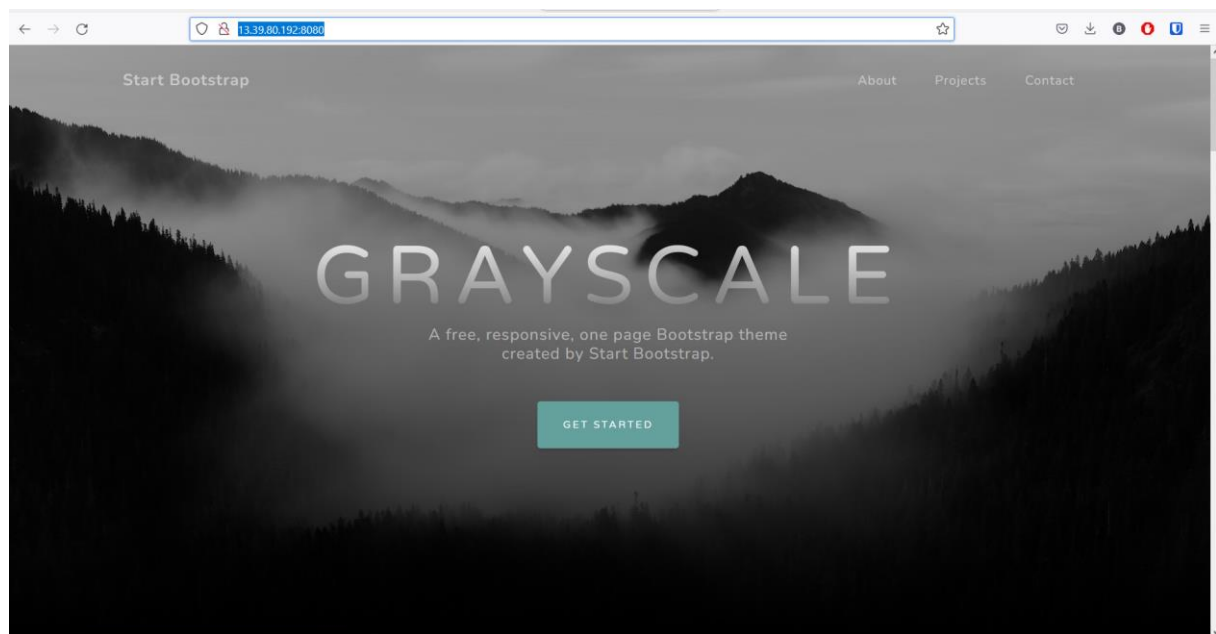 13.39.80.192:8080
Start Bootstrap
About Projects Contact
GRAYSCALE
A free, responsive, one page Bootstrap theme
created by Start Bootstrap.
GET STARTED